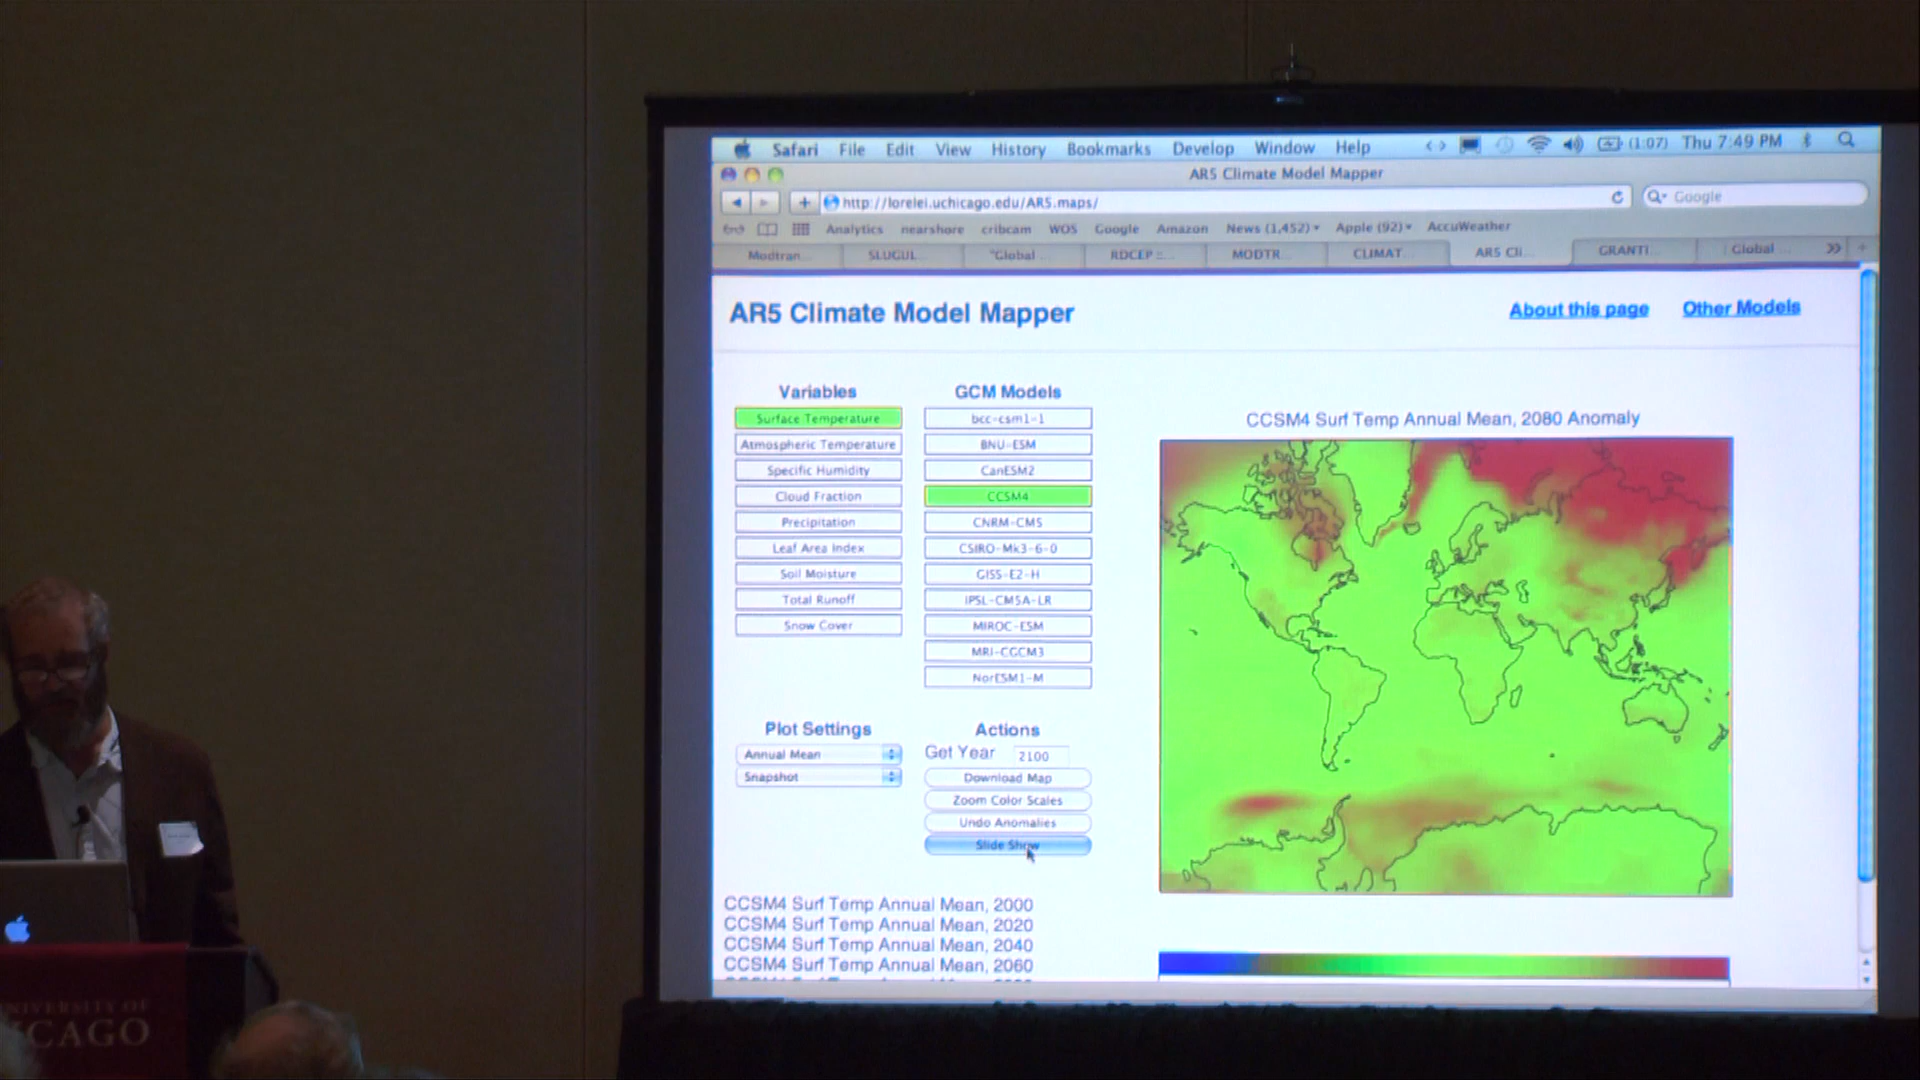 Safari File Edit View History Bookmarks Develop Window Help (1:07) Thu 7:49 PM
AR5 Climate Model Mapper
http://lorelei.uchicago.edu/AR5.maps/ Google
Analytics nearshore cribcam WOS Google Amazon News (1,452) Apple (92) AccuWeather
Modtran... SLUGUL... "Global ... RDCEP ::... MODTR... CLIMAT... AR5 Cli... GRANTI... Global ...
AR5 Climate Model Mapper
About this page Other Models
Variables
Surface Temperature
Atmospheric Temperature
Specific Humidity
Cloud Fraction
Precipitation
Leaf Area Index
Soil Moisture
Total Runoff
Snow Cover
GCM Models
bcc-csm1-1
BNU-ESM
CanESM2
CCSM4
CNRM-CM5
CSIRO-Mk3-6-0
GISS-E2-H
IPSL-CM5A-LR
MIROC-ESM
MRI-CGCM3
NorESM1-M
CCSM4 Surf Temp Annual Mean, 2080 Anomaly
Plot Settings
Annual Mean
Snapshot
Actions
Get Year 2100
Download Map
Zoom Color Scales
Undo Anomalies
Slide Show
CCSM4 Surf Temp Annual Mean, 2000
CCSM4 Surf Temp Annual Mean, 2020
CCSM4 Surf Temp Annual Mean, 2040
CCSM4 Surf Temp Annual Mean, 2060
NIVERSITY OF
ICAGO